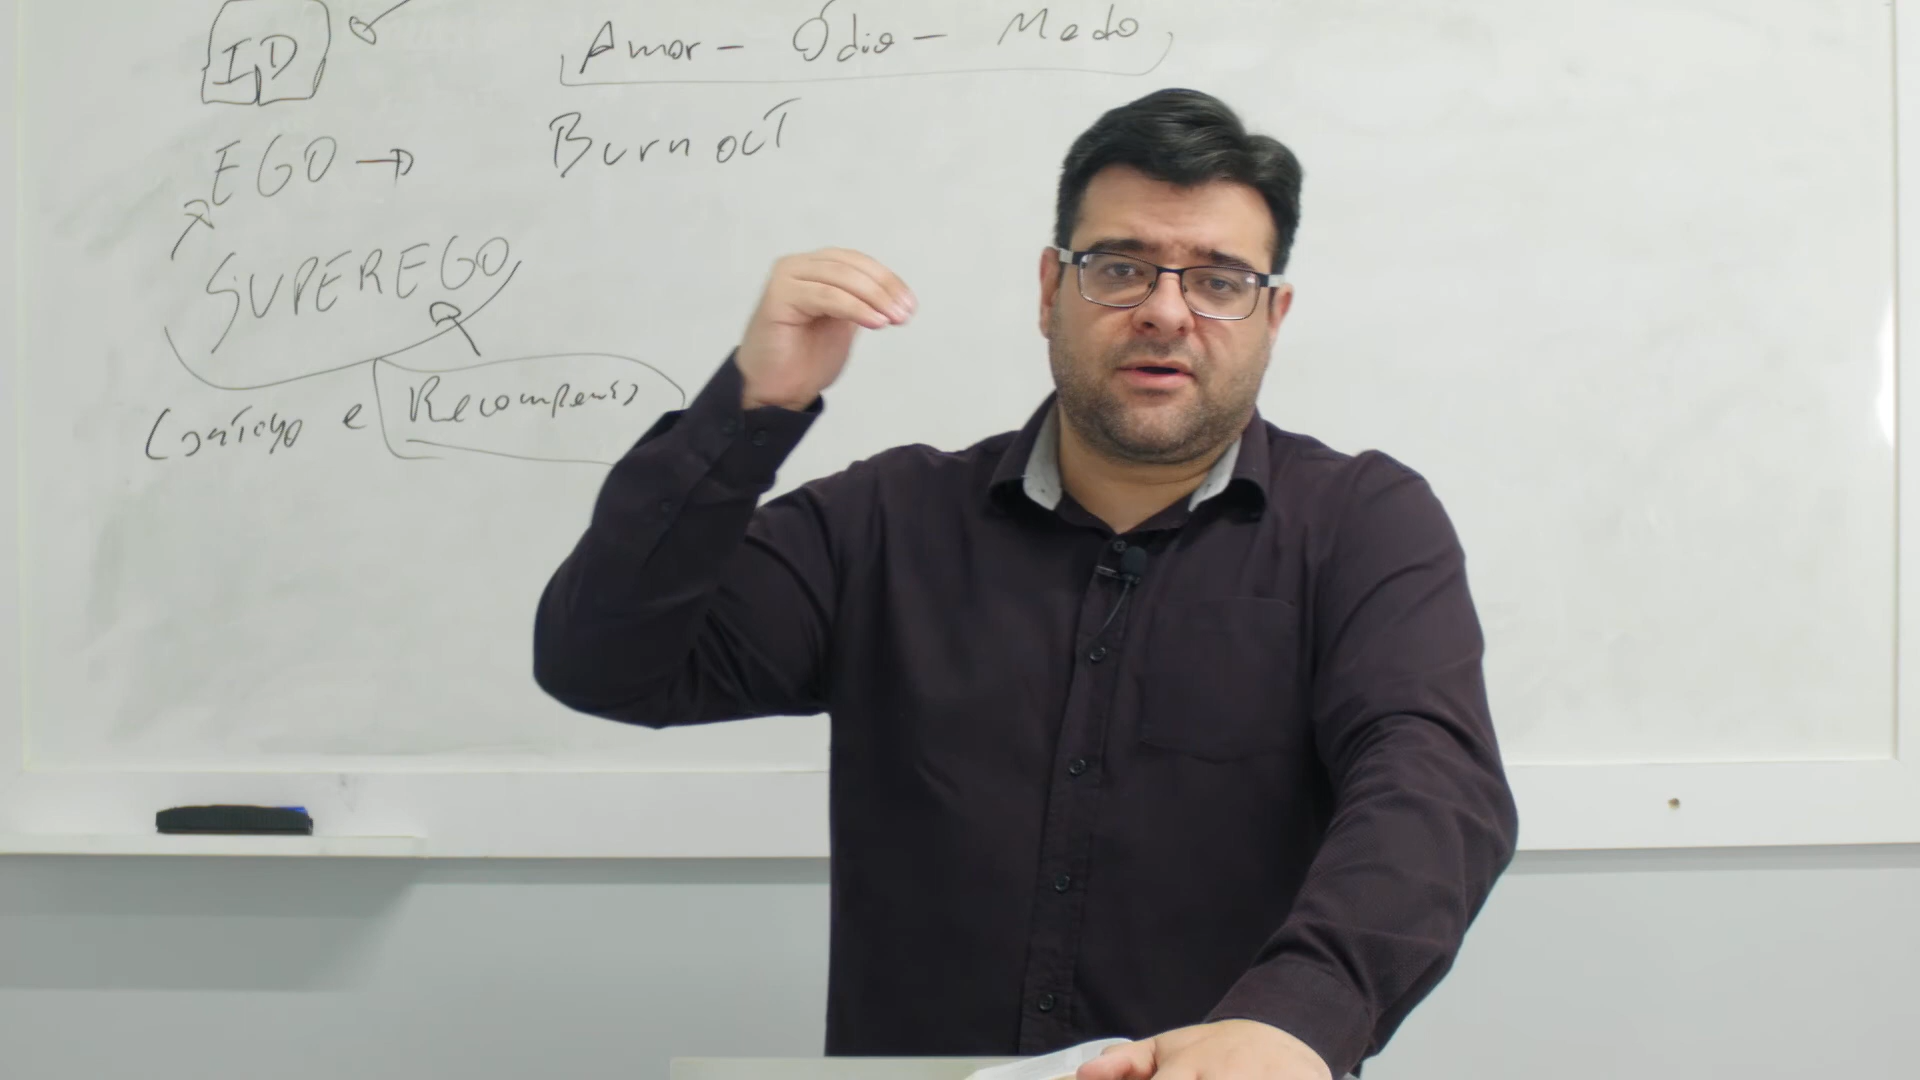 ID
Amor - Ódio - Medo
EGO →
Burnout
SUPEREGO
Castigo e Recompensa